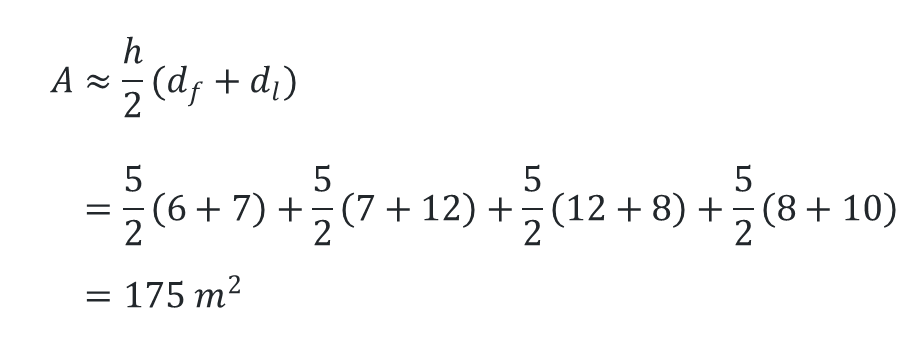 A ≈ h/2 (d_f + d_l)
= 5/2 (6 + 7) + 5/2 (7 + 12) + 5/2 (12 + 8) + 5/2 (8 + 10)
= 175 m²